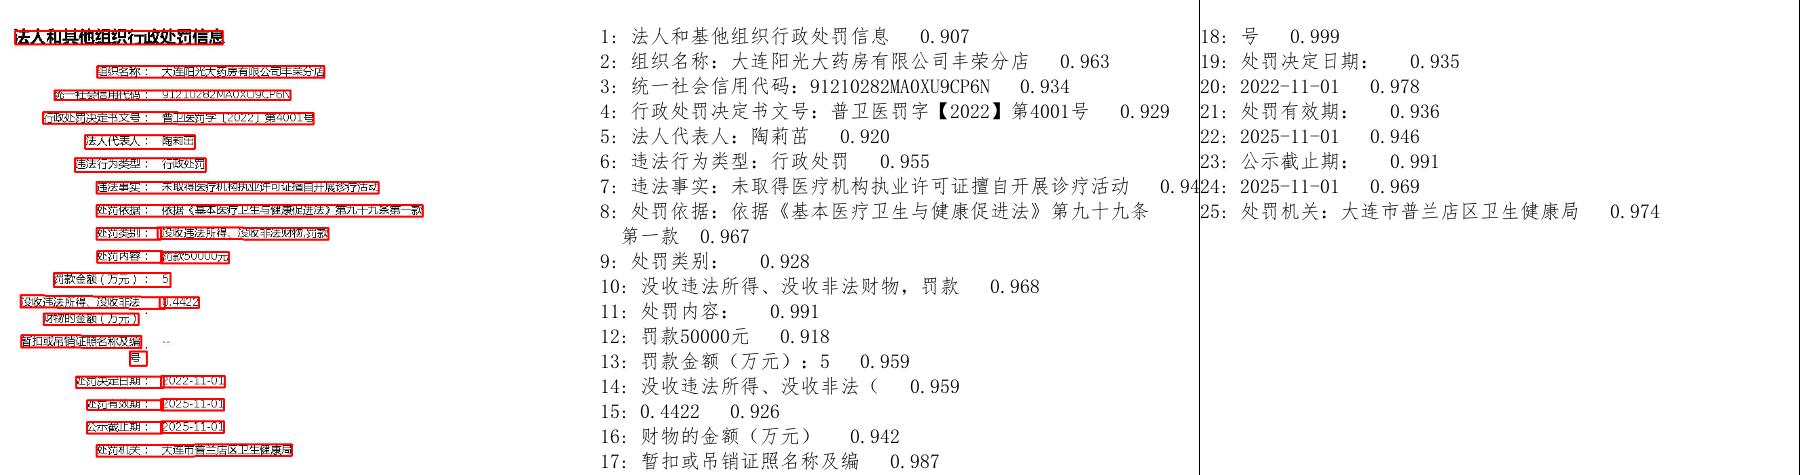 法人和其他组织行政处罚信息
组织名称： 大连阳光大药房有限公司丰荣分店
统一社会信用代码： 91210282MA0XU9CP6N
行政处罚决定书文号： 普卫医罚字〔2022〕第4001号
法人代表人： 陶莉茁
违法行为类型： 行政处罚
违法事实： 未取得医疗机构执业许可证擅自开展诊疗活动
处罚依据： 依据《基本医疗卫生与健康促进法》第九十九条第一款
处罚类别： 没收违法所得、没收非法财物,罚款
处罚内容： 罚款50000元
罚款金额（万元）： 5
没收违法所得、没收非法 0.4422
财物的金额（万元）：
暂扣或吊销证照名称及编 --
号：
处罚决定日期： 2022-11-01
处罚有效期： 2025-11-01
公示截止期： 2025-11-01
处罚机关： 大连市普兰店区卫生健康局
1: 法人和基他组织行政处罚信息 0.907
2: 组织名称：大连阳光大药房有限公司丰荣分店 0.963
3: 统一社会信用代码：91210282MA0XU9CP6N 0.934
4: 行政处罚决定书文号：普卫医罚字【2022】第4001号 0.929
5: 法人代表人：陶莉茁 0.920
6: 违法行为类型：行政处罚 0.955
7: 违法事实：未取得医疗机构执业许可证擅自开展诊疗活动 0.94
8: 处罚依据：依据《基本医疗卫生与健康促进法》第九十九条
第一款 0.967
9: 处罚类别： 0.928
10: 没收违法所得、没收非法财物，罚款 0.968
11: 处罚内容： 0.991
12: 罚款50000元 0.918
13: 罚款金额（万元）：5 0.959
14: 没收违法所得、没收非法（ 0.959
15: 0.4422 0.926
16: 财物的金额（万元） 0.942
17: 暂扣或吊销证照名称及编 0.987
18: 号 0.999
19: 处罚决定日期： 0.935
20: 2022-11-01 0.978
21: 处罚有效期： 0.936
22: 2025-11-01 0.946
23: 公示截止期： 0.991
24: 2025-11-01 0.969
25: 处罚机关：大连市普兰店区卫生健康局 0.974